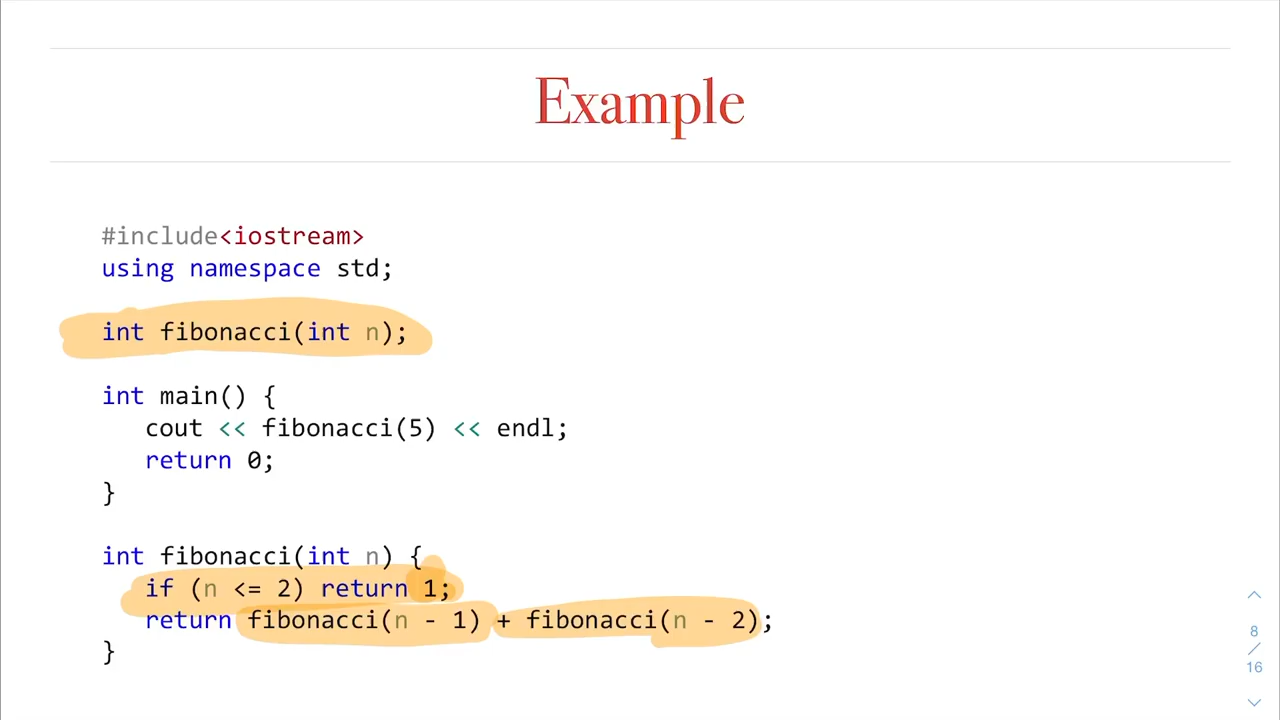 Example
#include<iostream>
using namespace std;
int fibonacci(int n);
int main() {
cout << fibonacci(5) << endl;
return 0;
}
int fibonacci(int n) {
if (n <= 2) return 1;
return fibonacci(n - 1) + fibonacci(n - 2);
}
8
/
16